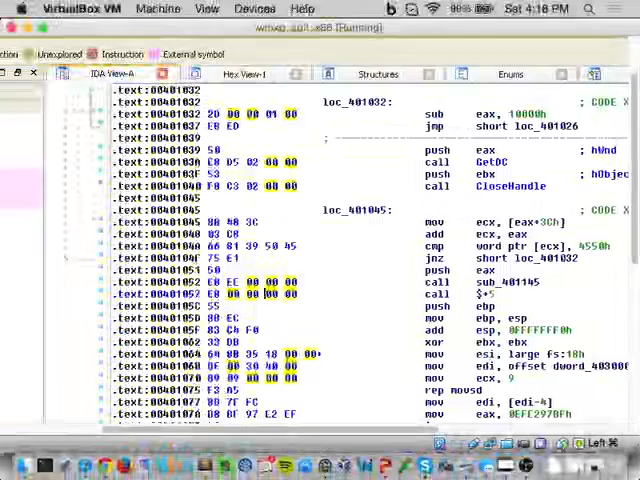 VirtualBox VM Machine View Devices Help 99% Sat 4:18 PM
[Running]
ction Unexplored Instruction External symbol
IDA View-A Hex View-1 Structures Enums
.text:00401032
.text:00401032 loc_401032: ; CODE X
.text:00401032 2D 00 00 01 00 sub eax, 10000h
.text:00401037 EB ED jmp short loc_401026
.text:00401039 ;
.text:00401039 50 push eax ; hWnd
.text:0040103A E8 D5 02 00 00 call GetDC
.text:0040103F 53 push ebx ; hObjec
.text:00401040 E8 C3 02 00 00 call CloseHandle
.text:00401045
.text:00401045 loc_401045: ; CODE X
.text:00401045 8B 48 3C mov ecx, [eax+3Ch]
.text:00401048 03 C8 add ecx, eax
.text:0040104A 66 81 39 50 45 cmp word ptr [ecx], 4550h
.text:0040104F 75 E1 jnz short loc_401032
.text:00401051 50 push eax
.text:00401052 E8 EE 00 00 00 call sub_401145
.text:00401057 E8 00 00 00 00 call $+5
.text:0040105C 55 push ebp
.text:0040105D 8B EC mov ebp, esp
.text:0040105F 83 C4 F0 add esp, 0FFFFFFF0h
.text:00401062 33 DB xor ebx, ebx
.text:00401064 64 8B 35 18 00 00+ mov esi, large fs:18h
.text:0040106B BF 00 30 40 00 mov edi, offset dword_403000
.text:00401070 B9 09 00 00 00 mov ecx, 9
.text:00401075 F3 A5 rep movsd
.text:00401077 8B 7F FC mov edi, [edi-4]
.text:0040107A B8 BF 97 E2 EF mov eax, 0EFE297BFh
Left ⌘